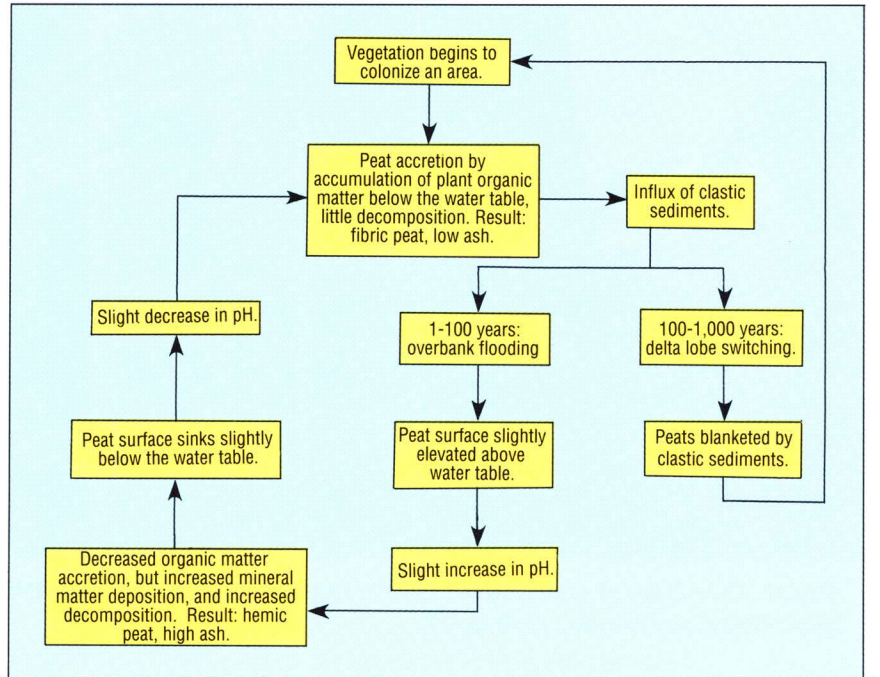 Vegetation begins to
colonize an area.
Peat accretion by
accumulation of plant organic
matter below the water table,
little decomposition. Result:
fibric peat, low ash.
Influx of clastic
sediments.
Slight decrease in pH.
1-100 years:
overbank flooding
100-1,000 years:
delta lobe switching.
Peat surface sinks slightly
below the water table.
Peat surface slightly
elevated above
water table.
Peats blanketed by
clastic sediments.
Decreased organic matter
accretion, but increased mineral
matter deposition, and increased
decomposition. Result: hemic
peat, high ash.
Slight increase in pH.